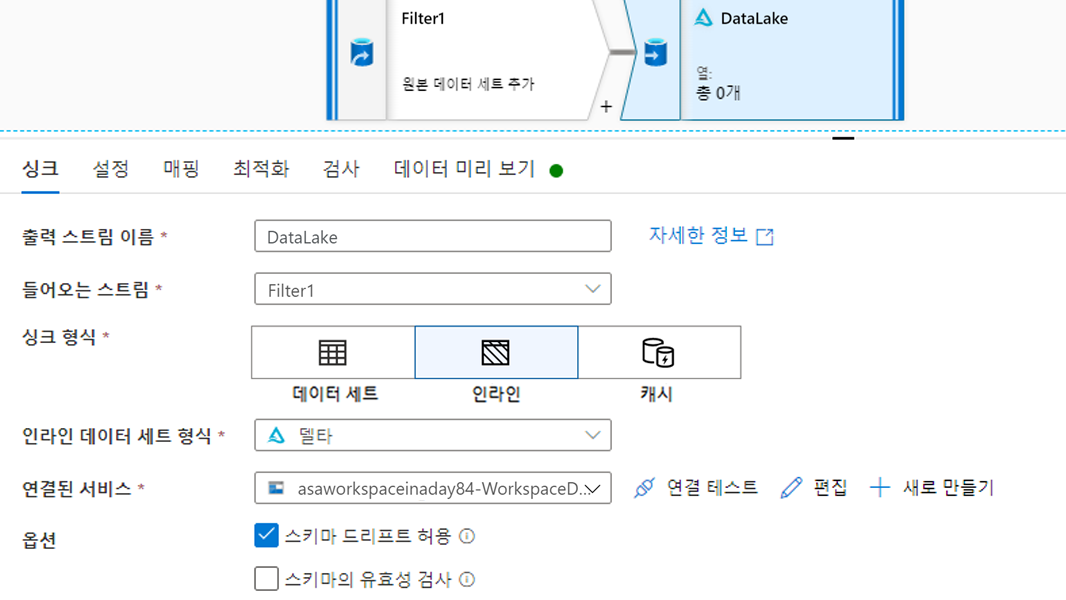 Filter1
원본 데이터 세트 추가
+
DataLake
열:
총 0개
싱크 설정 매핑 최적화 검사 데이터 미리 보기
출력 스트림 이름 * DataLake 자세한 정보
들어오는 스트림 * Filter1
싱크 형식 *
데이터 세트 인라인 캐시
인라인 데이터 세트 형식 * 델타
연결된 서비스 * asaworkspaceinaday84-WorkspaceD... 연결 테스트 편집 새로 만들기
옵션 스키마 드리프트 허용
스키마의 유효성 검사